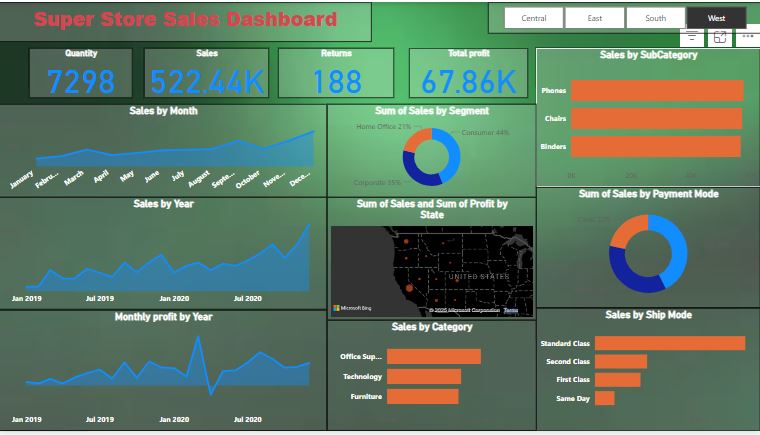 Super Store Sales Dashboard
Central
East
South
West
Quantity
7298
Sales
522.44K
Returns
188
Total profit
67.86K
Sales by SubCategory
Phones
Chairs
Binders
0K
20K
Sales by Month
January
Febru...
March
April
May
June
July
August
Septe...
October
Nove...
Dece...
Sum of Sales by Segment
Home Office 21%
Consumer 44%
Corporate 35%
Sales by Year
Jan 2019
Jul 2019
Jan 2020
Jul 2020
Sum of Sales and Sum of Profit by
State
UNITED STATES
Microsoft Bing
Microsoft Corporation
Terms
Sum of Sales by Payment Mode
Monthly profit by Year
Jan 2019
Jul 2019
Jan 2020
Jul 2020
Sales by Category
Office Sup...
Technology
Furniture
Sales by Ship Mode
Standard Class
Second Class
First Class
Same Day